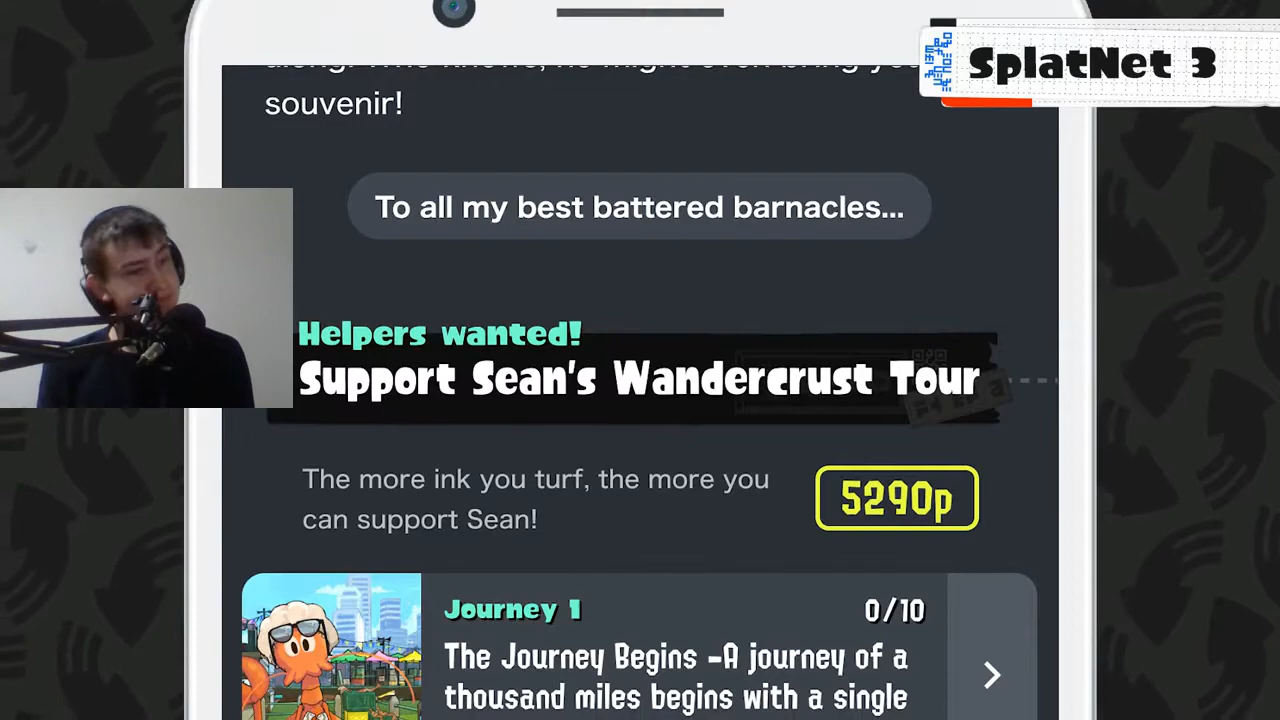 SplatNet 3
souvenir!
To all my best battered barnacles...
Helpers wanted!
Support Sean's Wandercrust Tour
The more ink you turf, the more you
can support Sean!
5290p
Journey 1
0/10
The Journey Begins -A journey of a
thousand miles begins with a single